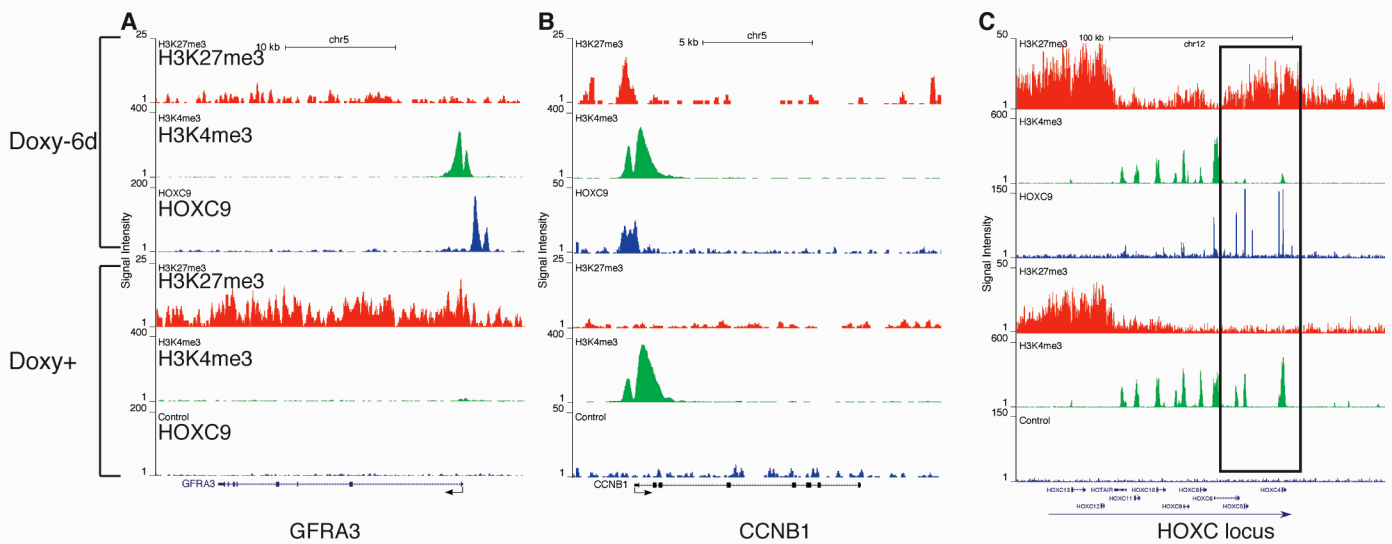 A
B
C
Doxy-6d
Doxy+
Signal Intensity
25
H3K27me3
H3K27me3
10 kb
chr5
1
400
H3K4me3
H3K4me3
1
200
HOXC9
HOXC9
1
25
H3K27me3
H3K27me3
1
400
H3K4me3
H3K4me3
1
200
Control
HOXC9
1
GFRA3
GFRA3
Signal Intensity
25
H3K27me3
5 kb
chr5
1
400
H3K4me3
1
50
HOXC9
1
25
H3K27me3
1
400
H3K4me3
1
50
Control
1
CCNB1
CCNB1
Signal Intensity
50
H3K27me3
100 kb
chr12
1
600
H3K4me3
1
150
HOXC9
1
50
H3K27me3
1
600
H3K4me3
1
150
Control
1
HOXC13 HOTAIR HOXC10 HOXC8 HOXC4
HOXC11 HOXC6
HOXC12 HOXC9 HOXC5
HOXC locus